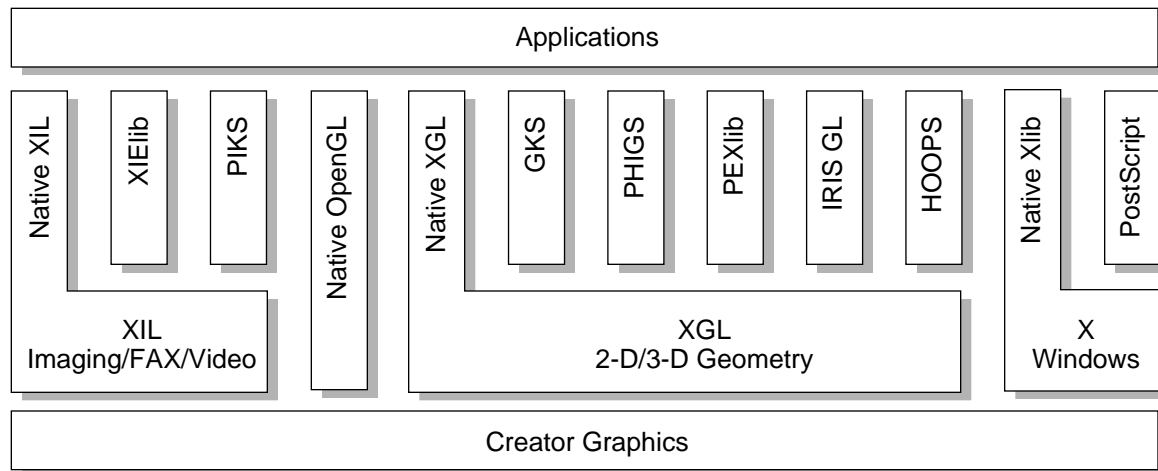 Applications
Native XIL
XIElib
PIKS
Native OpenGL
Native XGL
GKS
PHIGS
PEXlib
IRIS GL
HOOPS
Native Xlib
PostScript
XIL
Imaging/FAX/Video
XGL
2-D/3-D Geometry
X
Windows
Creator Graphics